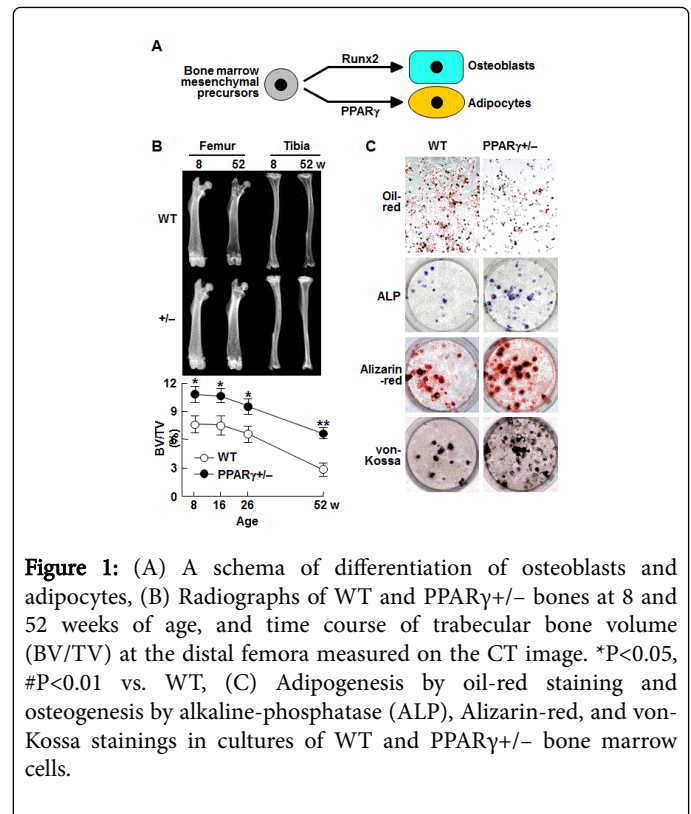 A
Runx2
Bone marrow
mesenchymal
precursors
Osteoblasts
PPARγ
Adipocytes
B
Femur
Tibia
8
52
8
52 w
WT
+/–
12
9
6
3
0
BV/TV
(%)
*
*
*
**
WT
PPARγ+/–
8
16
26
52 w
Age
C
WT
PPARγ+/–
Oil-
red
ALP
Alizarin
-red
von-
Kossa
Figure 1: (A) A schema of differentiation of osteoblasts and
adipocytes, (B) Radiographs of WT and PPARγ+/– bones at 8 and
52 weeks of age, and time course of trabecular bone volume
(BV/TV) at the distal femora measured on the CT image. *P<0.05,
#P<0.01 vs. WT, (C) Adipogenesis by oil-red staining and
osteogenesis by alkaline-phosphatase (ALP), Alizarin-red, and von-
Kossa stainings in cultures of WT and PPARγ+/– bone marrow
cells.